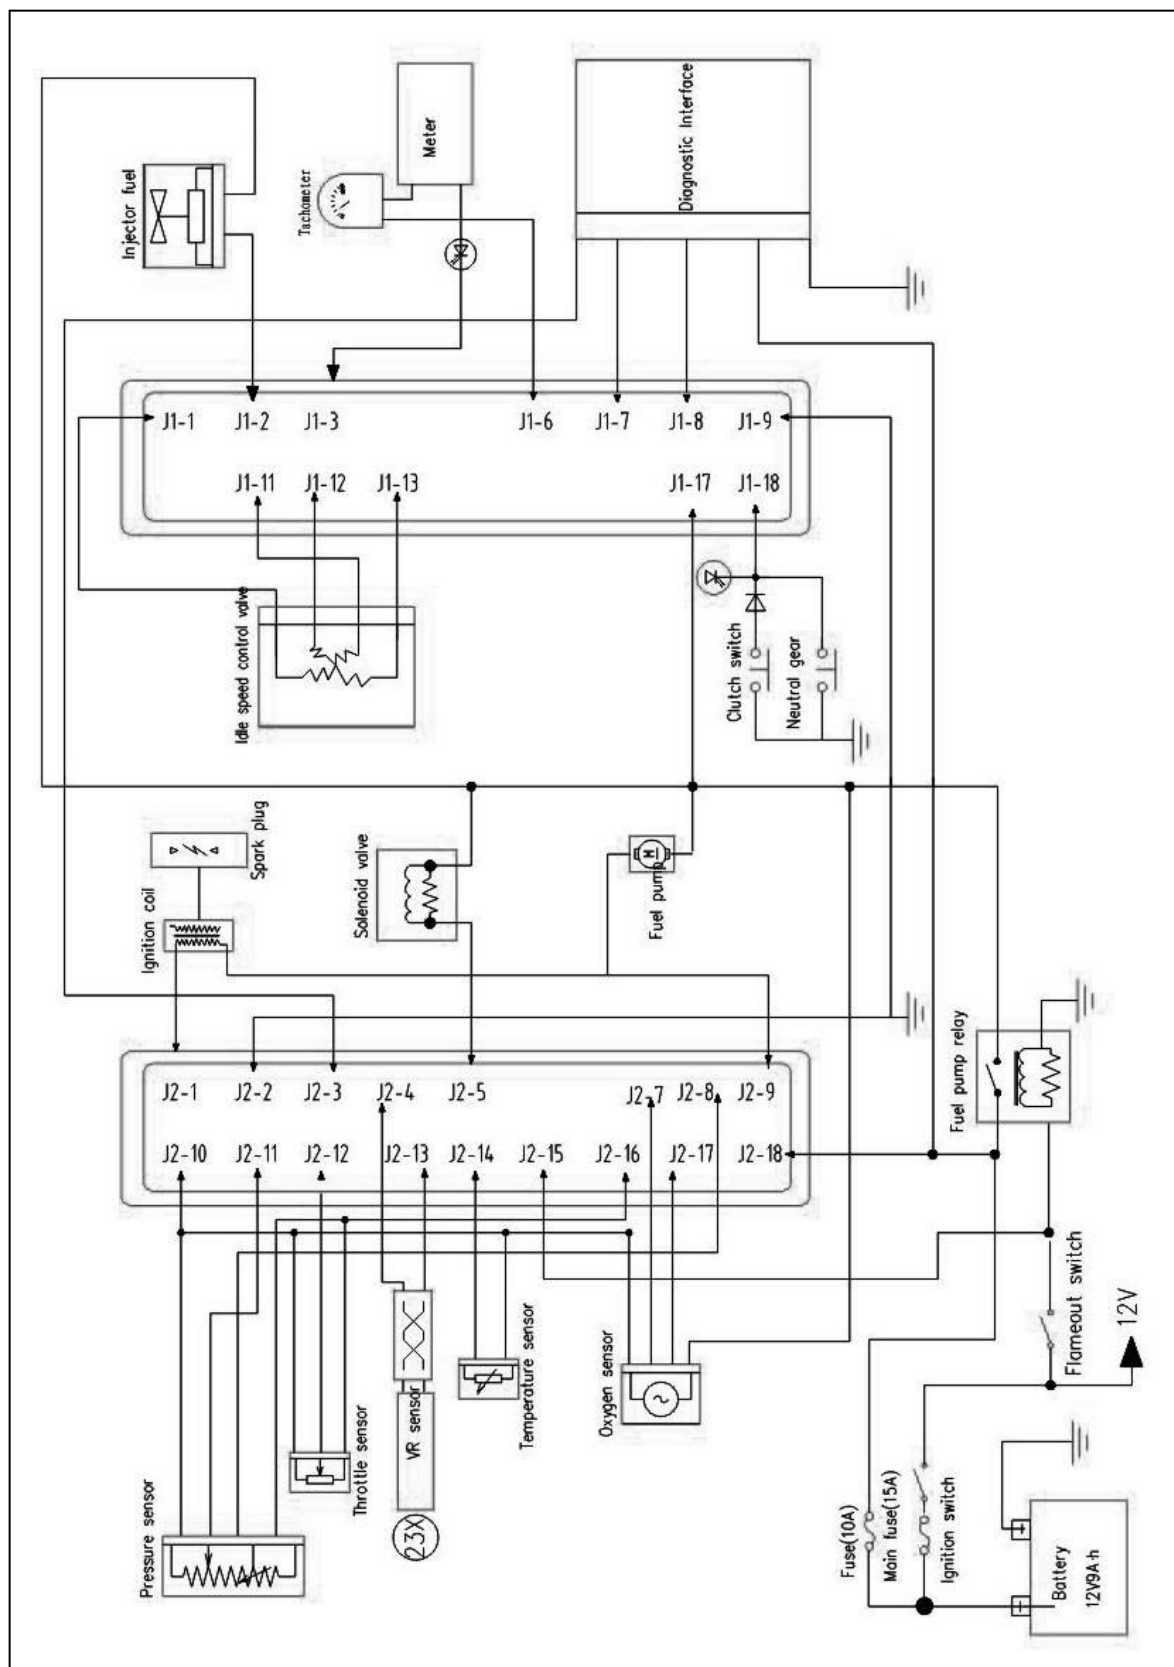 Injector fuel
Tachometer
Meter
Diagnostic Interface
J1-1
J1-2
J1-3
J1-6
J1-7
J1-8
J1-9
J1-11
J1-12
J1-13
J1-17
J1-18
Idle speed control valve
Clutch switch
Neutral gear
Spark plug
Ignition coil
Solenoid valve
M
Fuel pump
Fuel pump relay
J2-1
J2-2
J2-3
J2-4
J2-5
J2-7
J2-8
J2-9
J2-10
J2-11
J2-12
J2-13
J2-14
J2-15
J2-16
J2-17
J2-18
Pressure sensor
Throttle sensor
VR sensor
23X
Temperature sensor
Oxygen sensor
Flameout switch
12V
Fuse(10A)
Main fuse(15A)
Ignition switch
Battery
12V9A·h